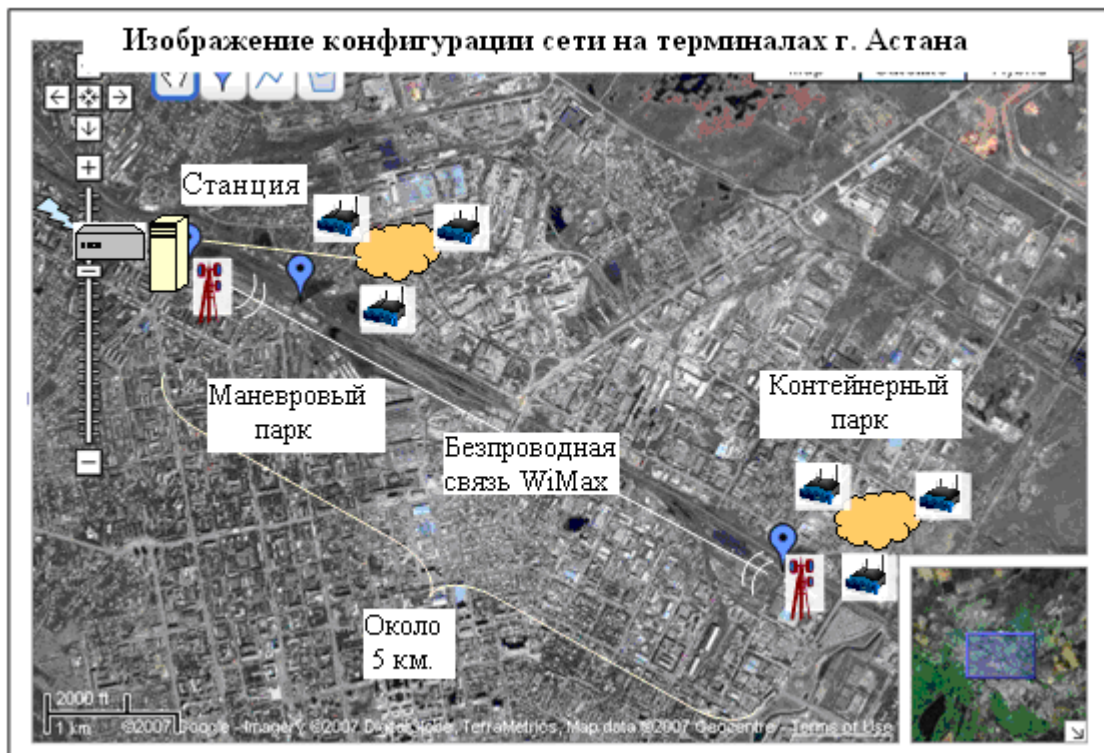 Изображение конфигурации сети на терминалах г. Астана
Станция
Маневровый
парк
Контейнерный
парк
Безпроводная
связь WiMax
Около
5 км.
2000 ft
1 km
©2007 Google - Imagery ©2007 DigitalGlobe, TerraMetrics, Map data ©2007 Geocentre - Terms of Use